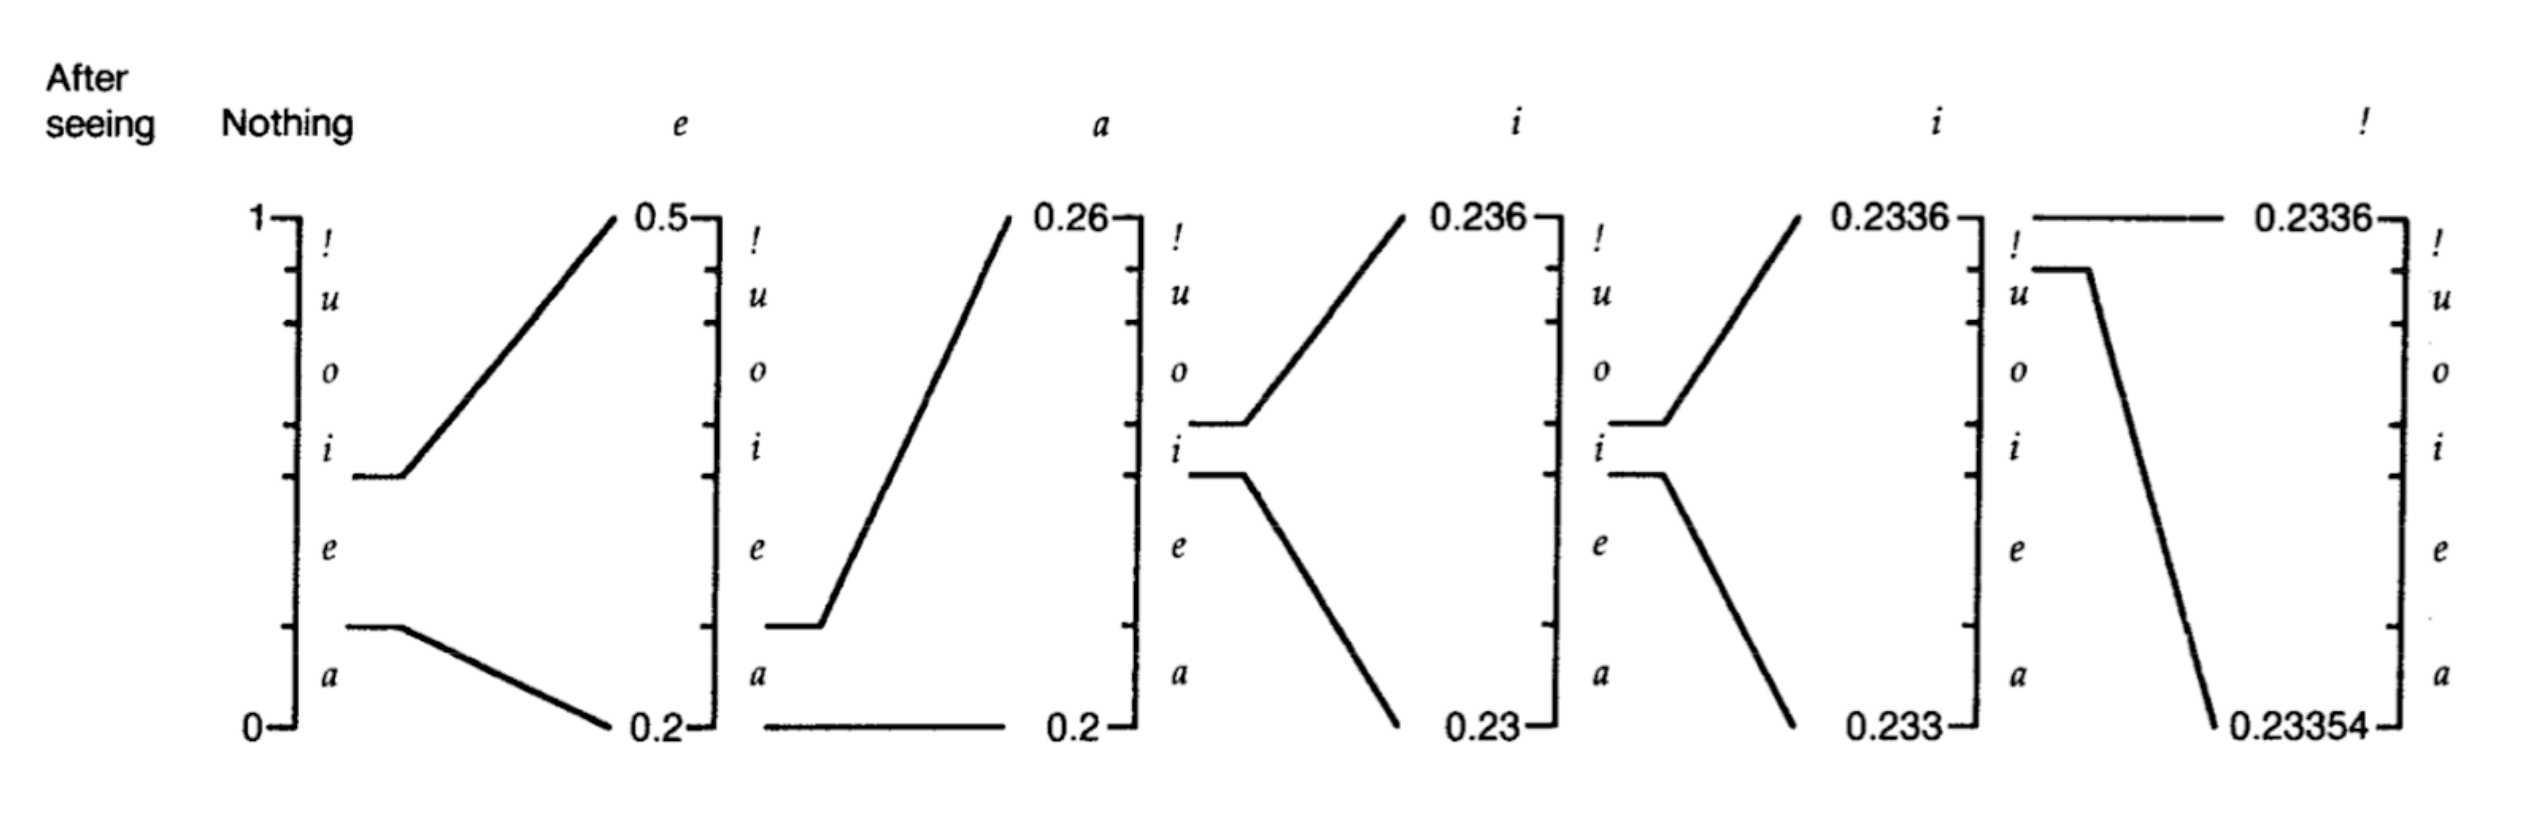 After
seeing Nothing e a i i !
1 0.5 0.26 0.236 0.2336 0.2336
! ! ! ! ! !
u u u u u u
o o o o o o
i i i i i i
e e e e e e
a a a a a a
0 0.2 0.2 0.23 0.233 0.23354